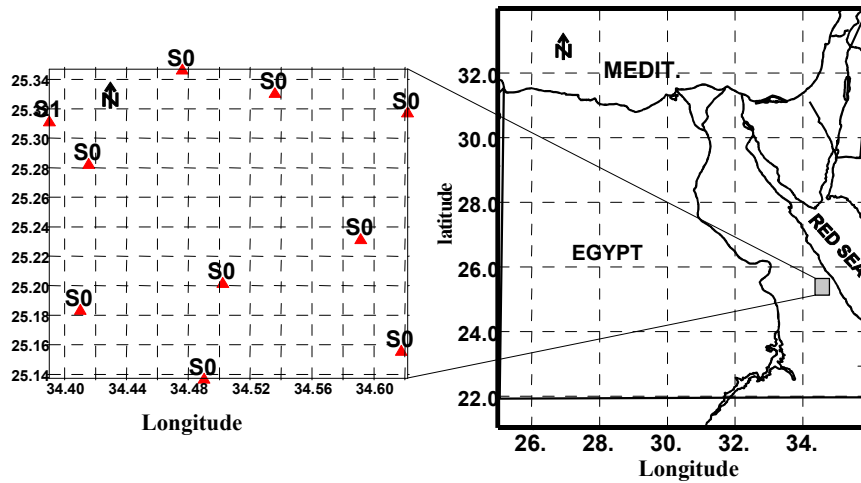 S0
S0
S0
S1
S0
S0
S0
S0
S0
S0
N
25.34
25.32
25.30
25.28
25.26
25.24
25.22
25.20
25.18
25.16
25.14
34.40
34.44
34.48
34.52
34.56
34.60
Longitude
N
MEDIT.
EGYPT
RED SEA
latitude
32.0
30.0
28.0
26.0
24.0
22.0
26.
28.
30.
32.
34.
Longitude